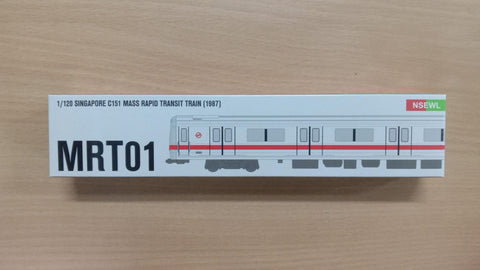 1/120 SINGAPORE C151 MASS RAPID TRANSIT TRAIN (1987)
NSEWL
MRT01